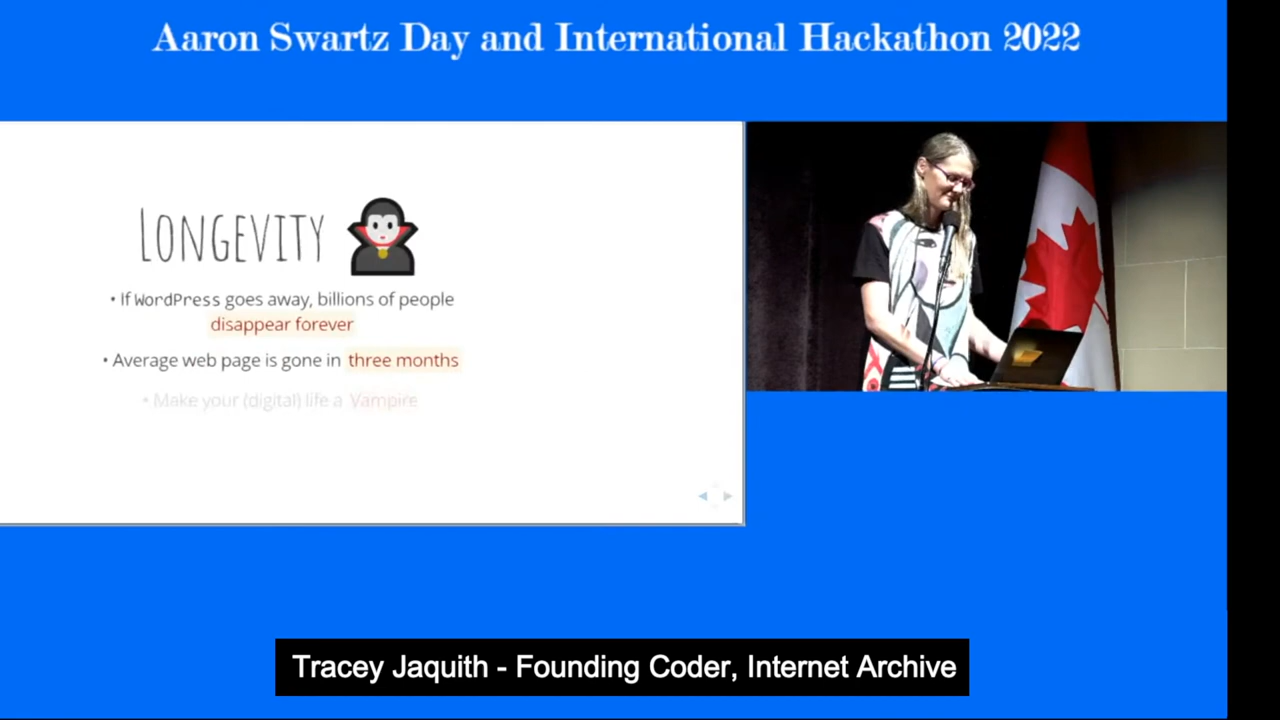 Aaron Swartz Day and International Hackathon 2022
LONGEVITY
• If WordPress goes away, billions of people
disappear forever
• Average web page is gone in three months
• Make your (digital) life a Vampire
Tracey Jaquith - Founding Coder, Internet Archive